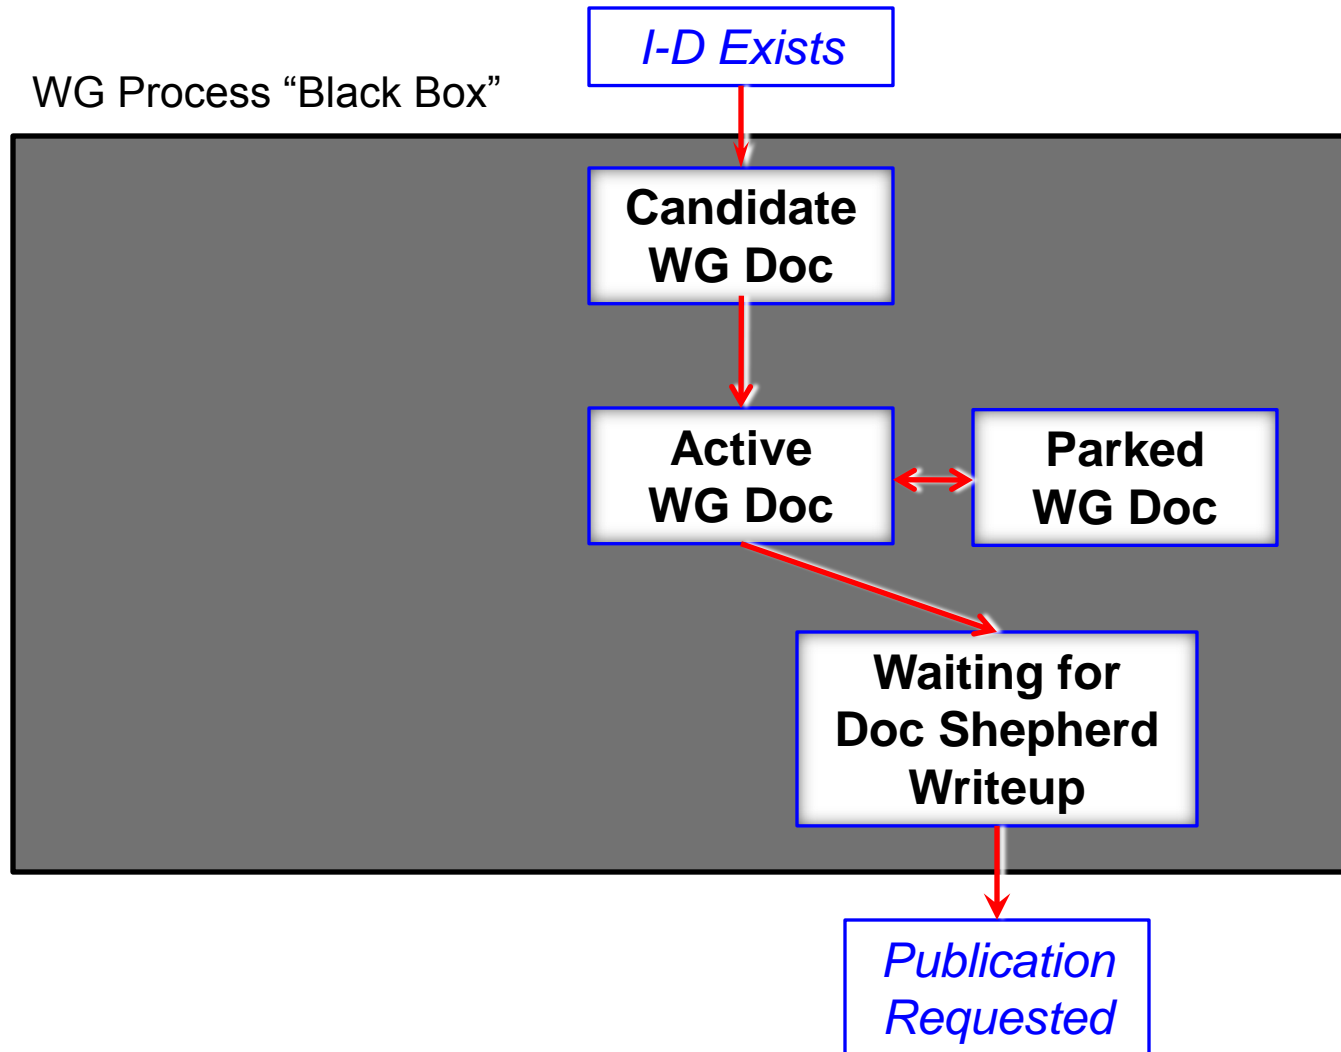 I-D Exists
WG Process “Black Box”
Candidate
WG Doc
Active
WG Doc
Parked
WG Doc
Waiting for
Doc Shepherd
Writeup
Publication
Requested